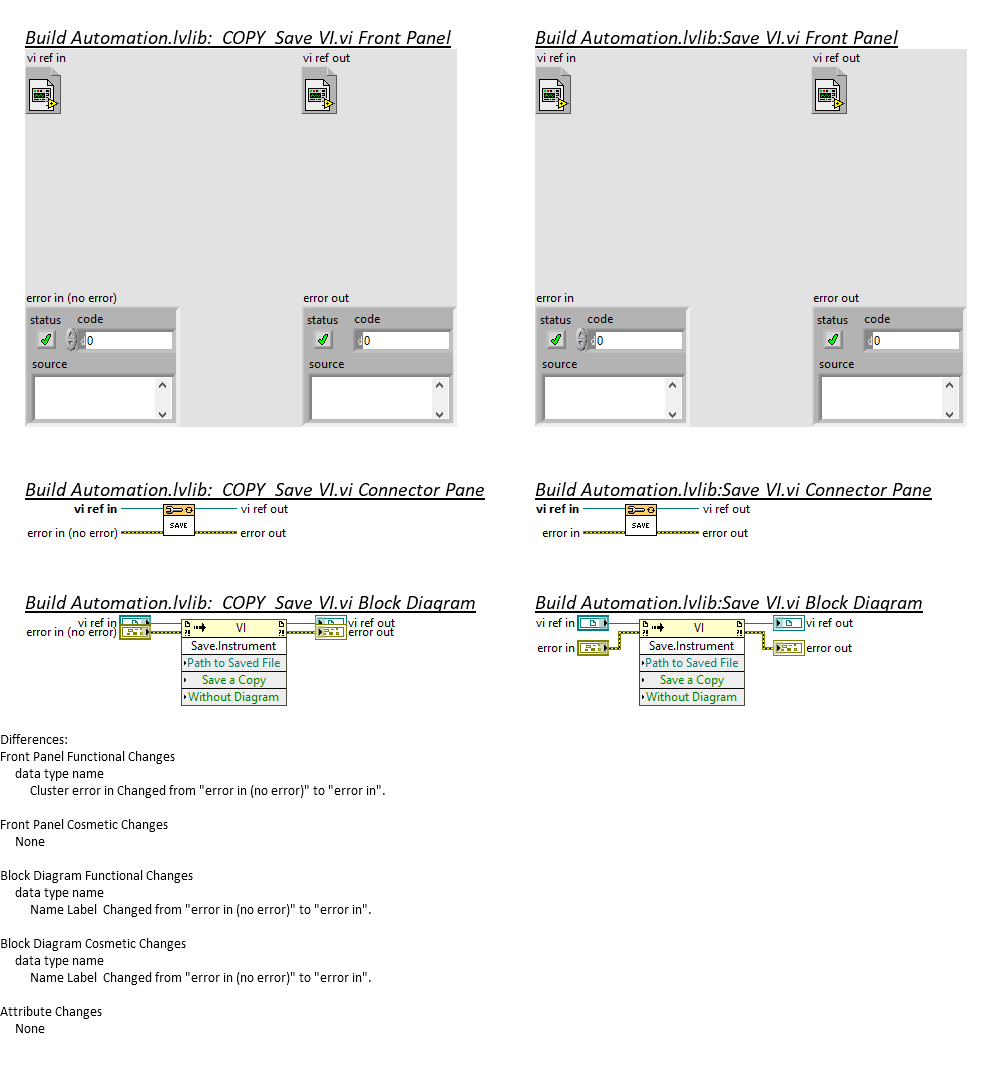 Build Automation.lvlib:  COPY  Save VI.vi Front Panel
vi ref in
vi ref out
error in (no error)
error out
status
code
d0
source
status
code
d0
source
Build Automation.lvlib:Save VI.vi Front Panel
vi ref in
vi ref out
error in
error out
status
code
d0
source
status
code
d0
source
Build Automation.lvlib:  COPY  Save VI.vi Connector Pane
vi ref in
vi ref out
SAVE
error in (no error)
error out
Build Automation.lvlib:Save VI.vi Connector Pane
vi ref in
vi ref out
SAVE
error in
error out
Build Automation.lvlib:  COPY  Save VI.vi Block Diagram
vi ref in
vi ref out
error in (no error)
error out
VI
Save.Instrument
Path to Saved File
Save a Copy
Without Diagram
Build Automation.lvlib:Save VI.vi Block Diagram
vi ref in
vi ref out
error in
error out
VI
Save.Instrument
Path to Saved File
Save a Copy
Without Diagram
Differences:
Front Panel Functional Changes
data type name
Cluster error in Changed from "error in (no error)" to "error in".
Front Panel Cosmetic Changes
None
Block Diagram Functional Changes
data type name
Name Label  Changed from "error in (no error)" to "error in".
Block Diagram Cosmetic Changes
data type name
Name Label  Changed from "error in (no error)" to "error in".
Attribute Changes
None